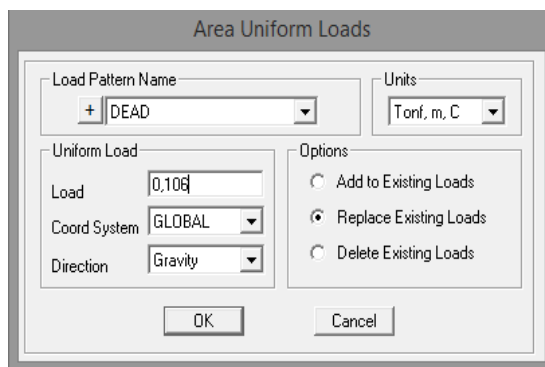 Area Uniform Loads
Load Pattern Name
+ DEAD
Units
Tonf, m, C
Uniform Load
Load 0,106
Coord System GLOBAL
Direction Gravity
Options
Add to Existing Loads
Replace Existing Loads
Delete Existing Loads
OK Cancel